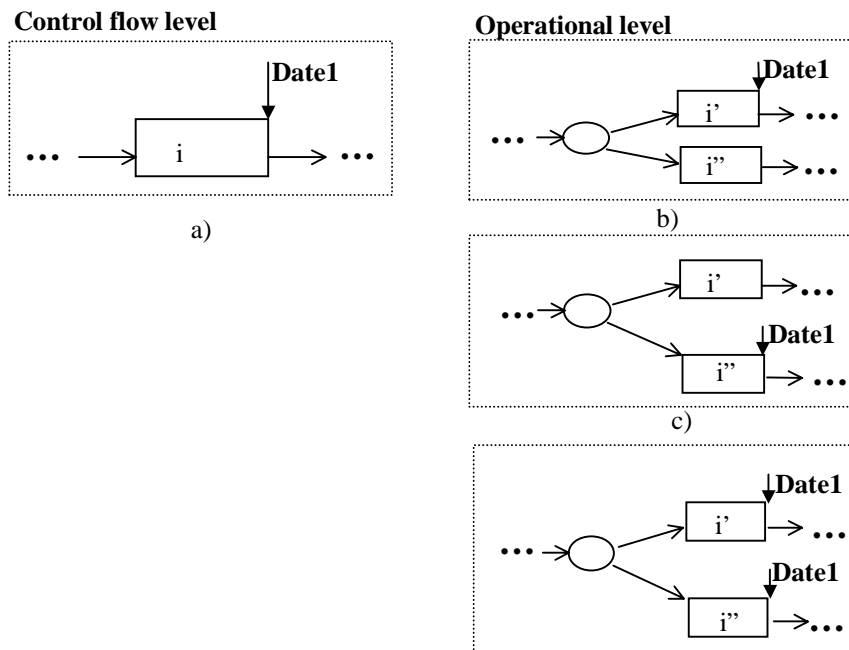 Control flow level
Date1
... i ...
a)
Operational level
Date1
i’ ...
...
i” ...
b)
i’ ...
...
Date1
i” ...
c)
Date1
i’ ...
...
Date1
i” ...